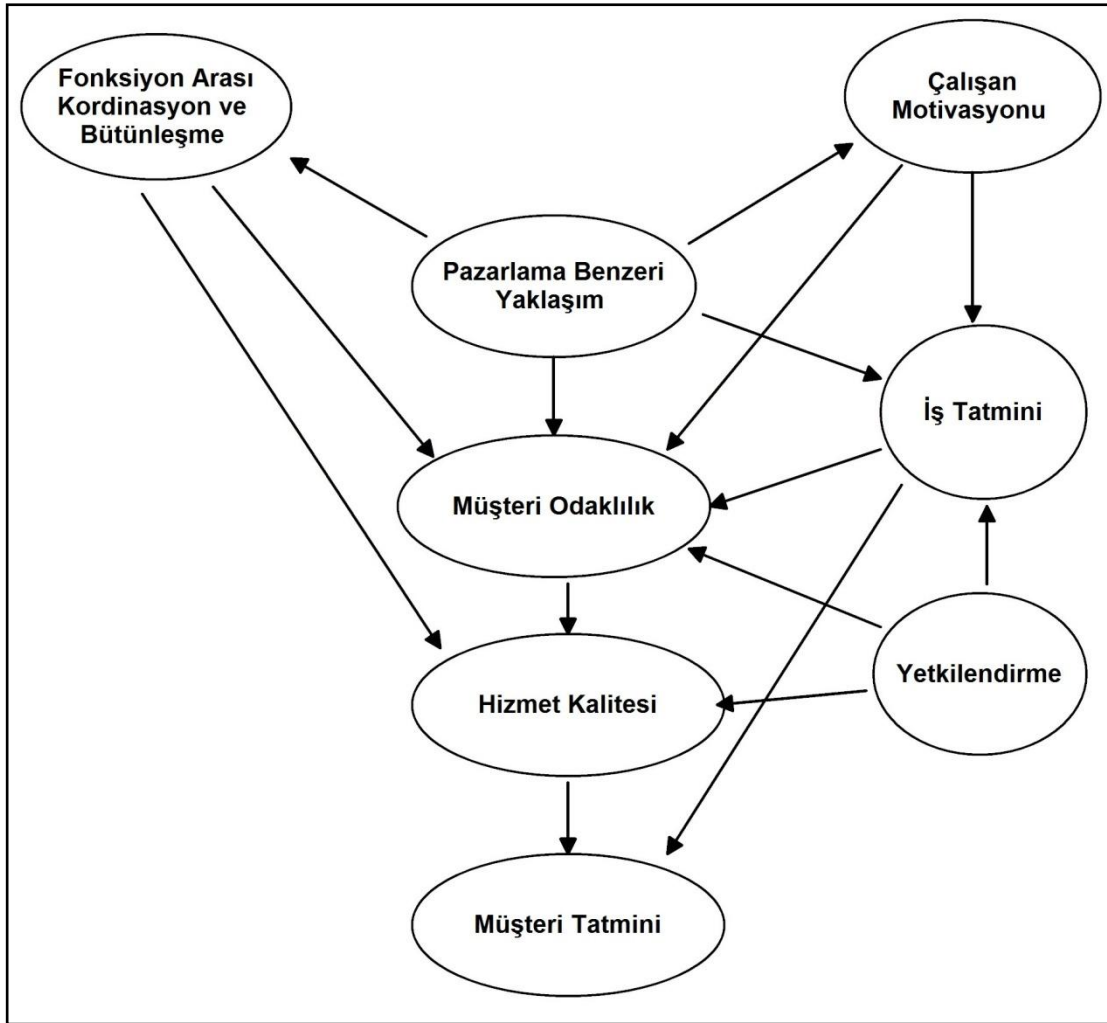 Fonksiyon Arası
Kordinasyon ve
Bütünleşme
Çalışan
Motivasyonu
Pazarlama Benzeri
Yaklaşım
İş Tatmini
Müşteri Odaklılık
Yetkilendirme
Hizmet Kalitesi
Müşteri Tatmini